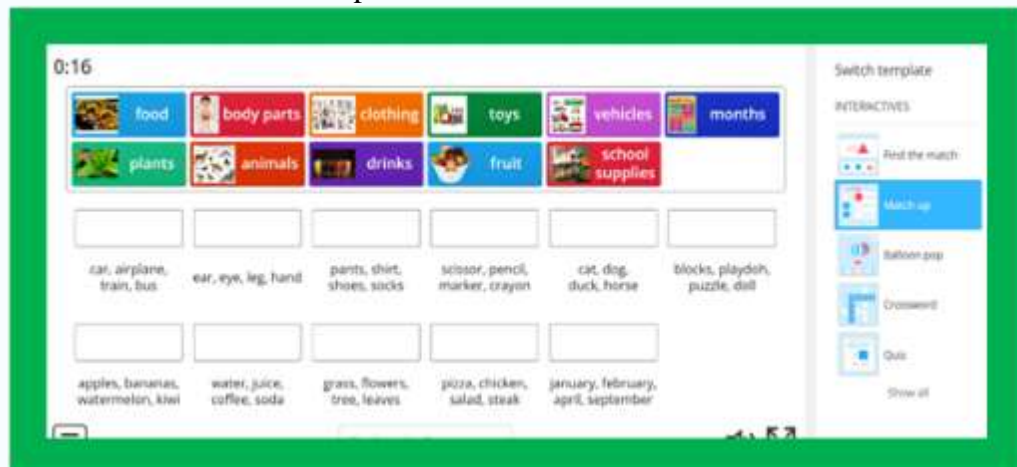 0:16
Switch template
INTERACTIVES
food body parts clothing toys vehicles months
plants animals drinks fruit school supplies
Find the match
Match up
Balloon pop
Crossword
Quiz
Show all
car, airplane, train, bus
ear, eye, leg, hand
pants, shirt, shoes, socks
scissor, pencil, marker, crayon
cat, dog, duck, horse
blocks, playdoh, puzzle, doll
apples, bananas, watermelon, kiwi
water, juice, coffee, soda
grass, flowers, tree, leaves
pizza, chicken, salad, steak
january, february, april, september